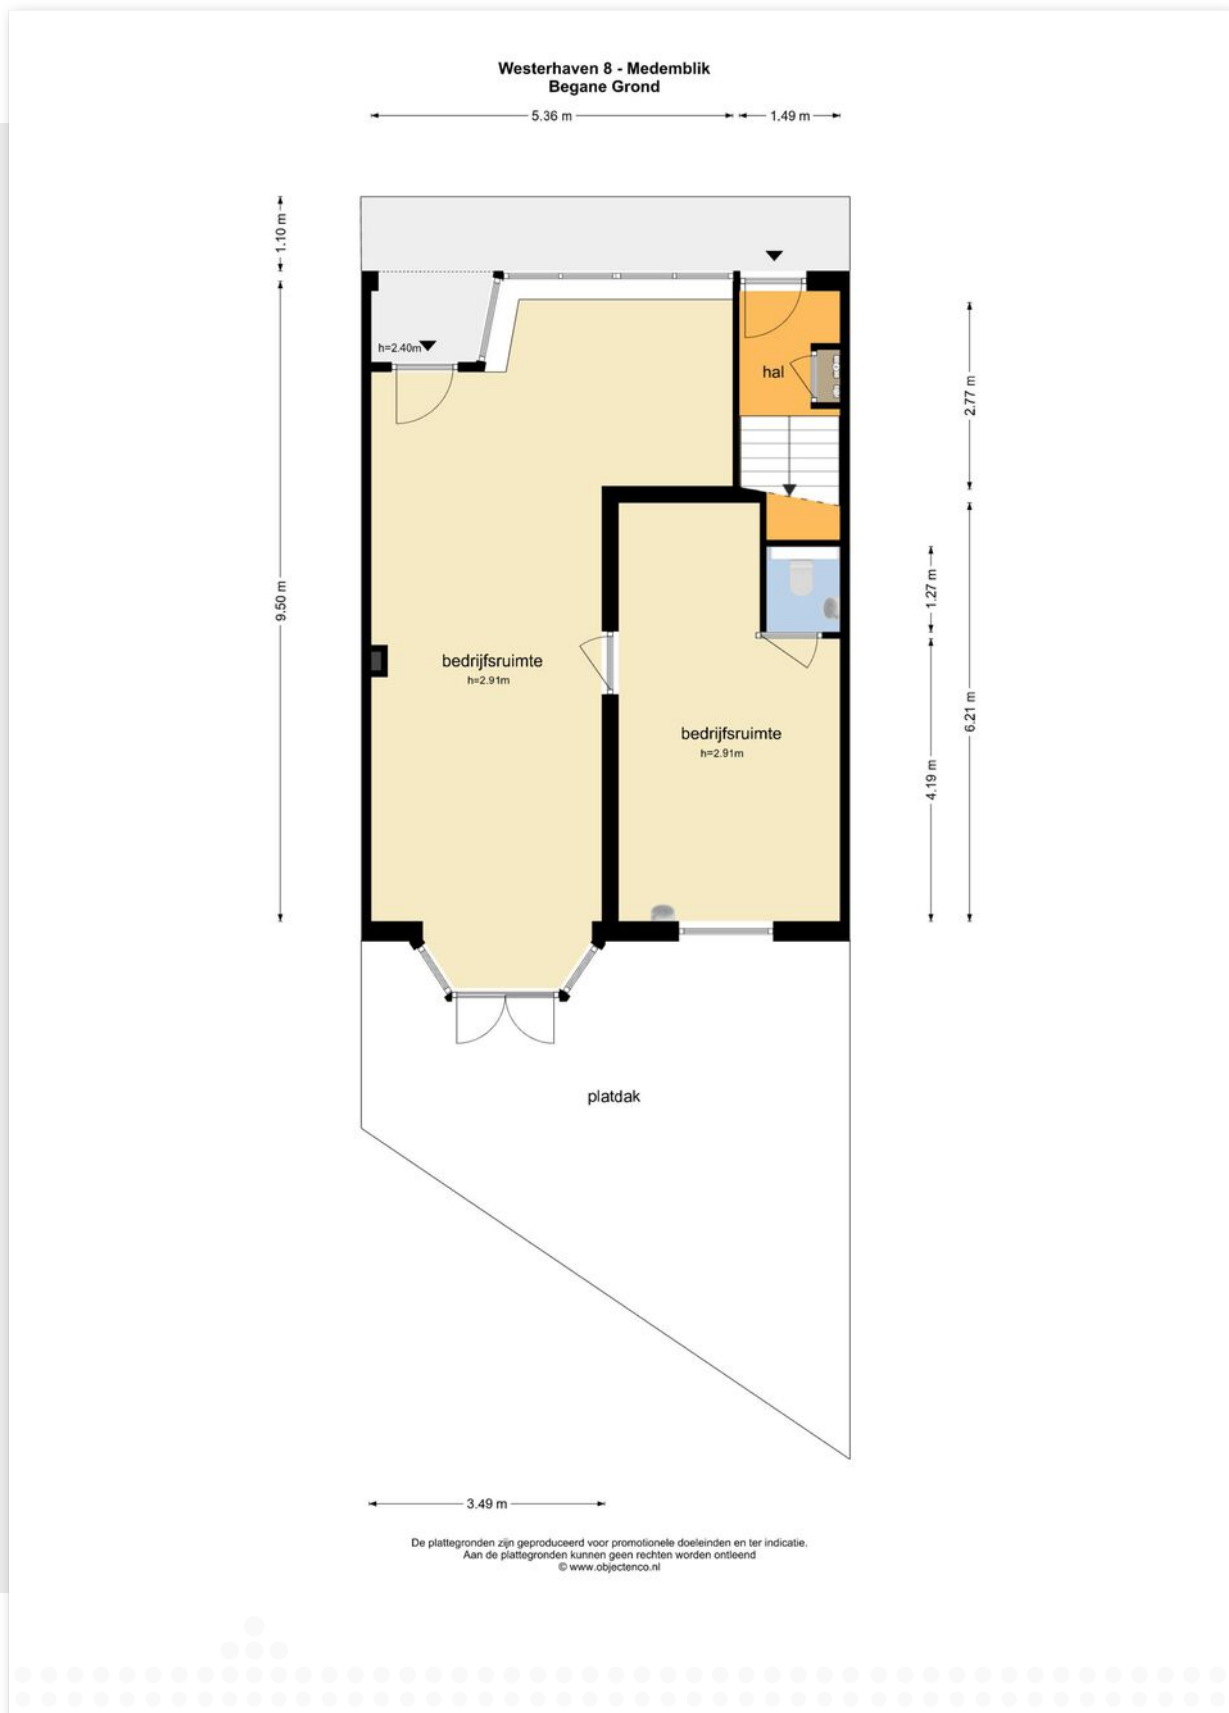 Westerhaven 8 - Medemblik
Begane Grond
5.36 m
1.49 m
1.10 m
h=2.40m
hal
2.77 m
9.50 m
1.27 m
bedrijfsruimte
h=2.91m
6.21 m
bedrijfsruimte
h=2.91m
4.19 m
platdak
3.49 m
De plattegronden zijn geproduceerd voor promotionele doeleinden en ter indicatie.
Aan de plattegronden kunnen geen rechten worden ontleend
© www.objectenco.nl